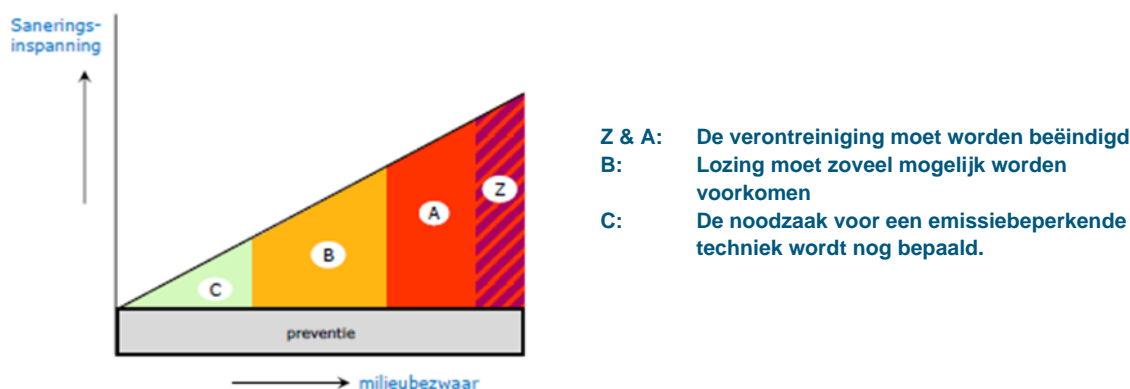 Sanerings-
inspanning
C
B
A
Z
preventie
milieubezwaar
Z & A: De verontreiniging moet worden beëindigd
B: Lozing moet zoveel mogelijk worden
voorkomen
C: De noodzaak voor een emissiebeperkende
techniek wordt nog bepaald.